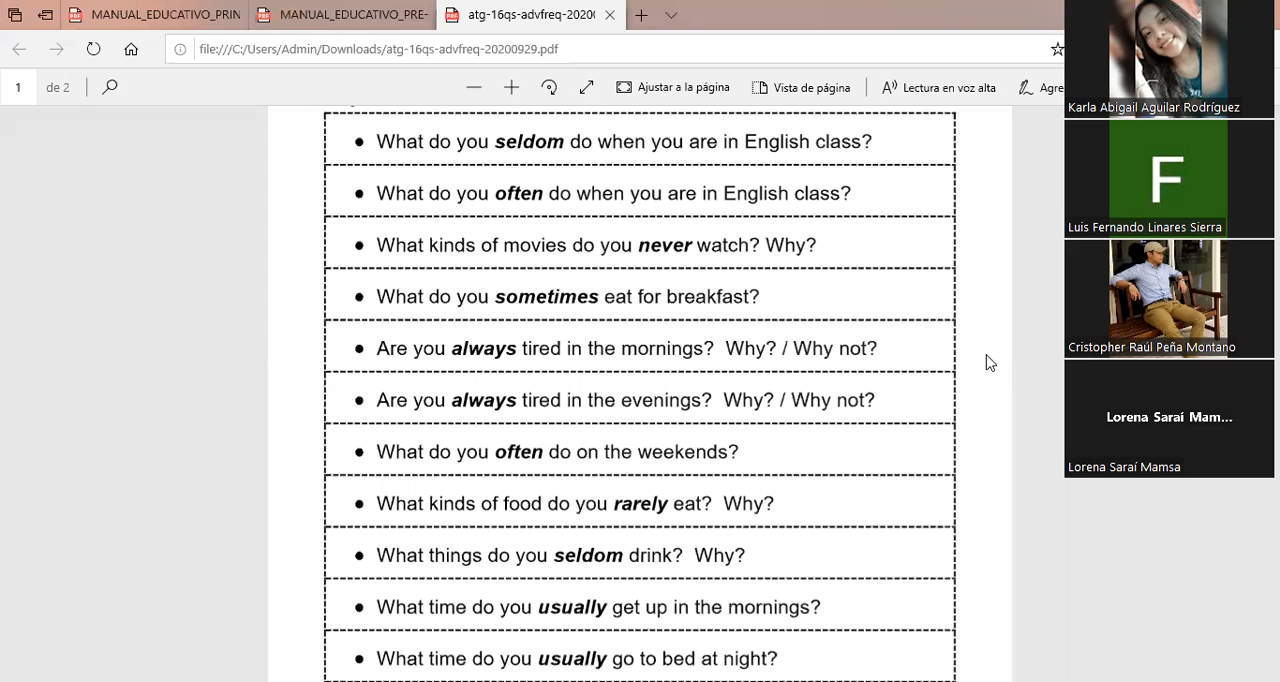 MANUAL_EDUCATIVO_PRIN
MANUAL_EDUCATIVO_PRE-
atg-16qs-advfreq-20200
file:///C:/Users/Admin/Downloads/atg-16qs-advfreq-20200929.pdf
1 de 2
Ajustar a la página
Vista de página
Lectura en voz alta
Agre
• What do you seldom do when you are in English class?
• What do you often do when you are in English class?
• What kinds of movies do you never watch? Why?
• What do you sometimes eat for breakfast?
• Are you always tired in the mornings? Why? / Why not?
• Are you always tired in the evenings? Why? / Why not?
• What do you often do on the weekends?
• What kinds of food do you rarely eat? Why?
• What things do you seldom drink? Why?
• What time do you usually get up in the mornings?
• What time do you usually go to bed at night?
Karla Abigail Aguilar Rodríguez
F
Luis Fernando Linares Sierra
Cristopher Raúl Peña Montano
Lorena Saraí Mam...
Lorena Saraí Mamsa